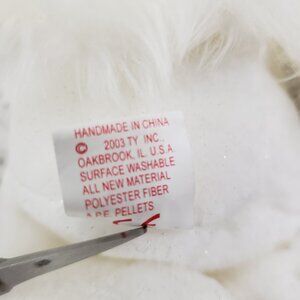 HANDMADE IN CHINA
© 2003 TY INC.,
OAKBROOK, IL U.S.A
SURFACE WASHABLE
ALL NEW MATERIAL
POLYESTER FIBER
PELLETS